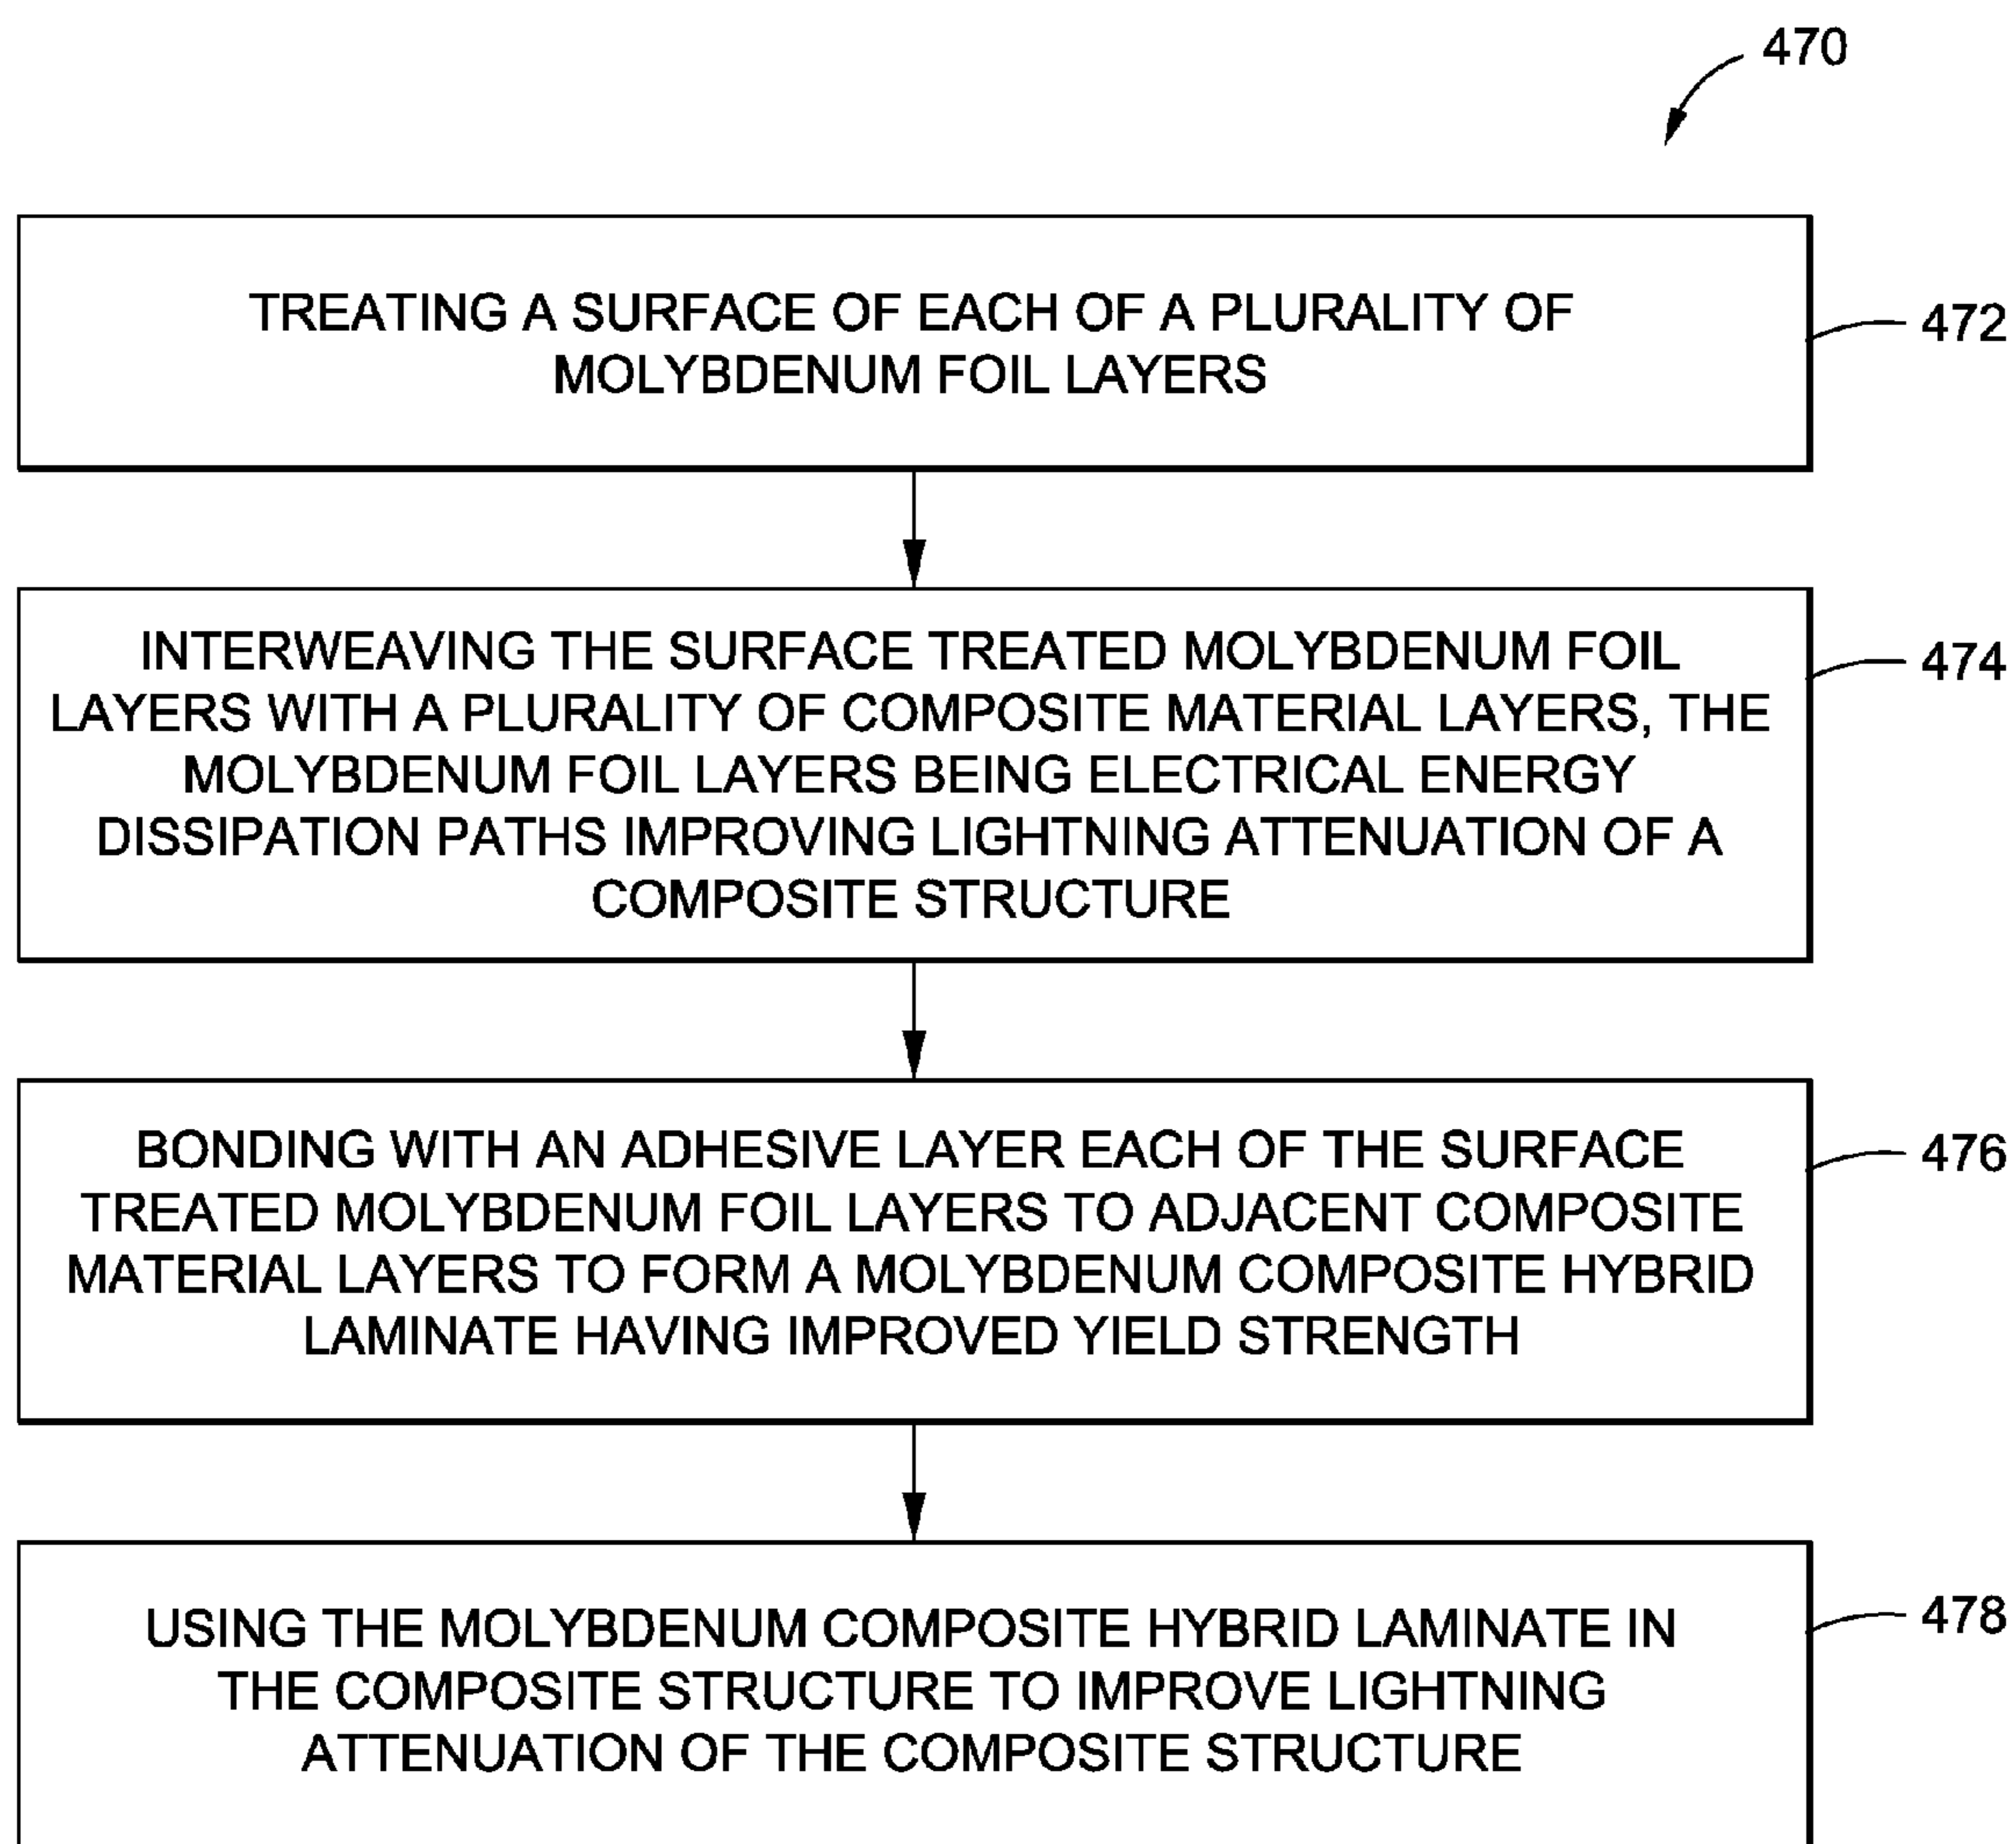 470
TREATING A SURFACE OF EACH OF A PLURALITY OF
MOLYBDENUM FOIL LAYERS
472
INTERWEAVING THE SURFACE TREATED MOLYBDENUM FOIL
LAYERS WITH A PLURALITY OF COMPOSITE MATERIAL LAYERS, THE
MOLYBDENUM FOIL LAYERS BEING ELECTRICAL ENERGY
DISSIPATION PATHS IMPROVING LIGHTNING ATTENUATION OF A
COMPOSITE STRUCTURE
474
BONDING WITH AN ADHESIVE LAYER EACH OF THE SURFACE
TREATED MOLYBDENUM FOIL LAYERS TO ADJACENT COMPOSITE
MATERIAL LAYERS TO FORM A MOLYBDENUM COMPOSITE HYBRID
LAMINATE HAVING IMPROVED YIELD STRENGTH
476
USING THE MOLYBDENUM COMPOSITE HYBRID LAMINATE IN
THE COMPOSITE STRUCTURE TO IMPROVE LIGHTNING
ATTENUATION OF THE COMPOSITE STRUCTURE
478